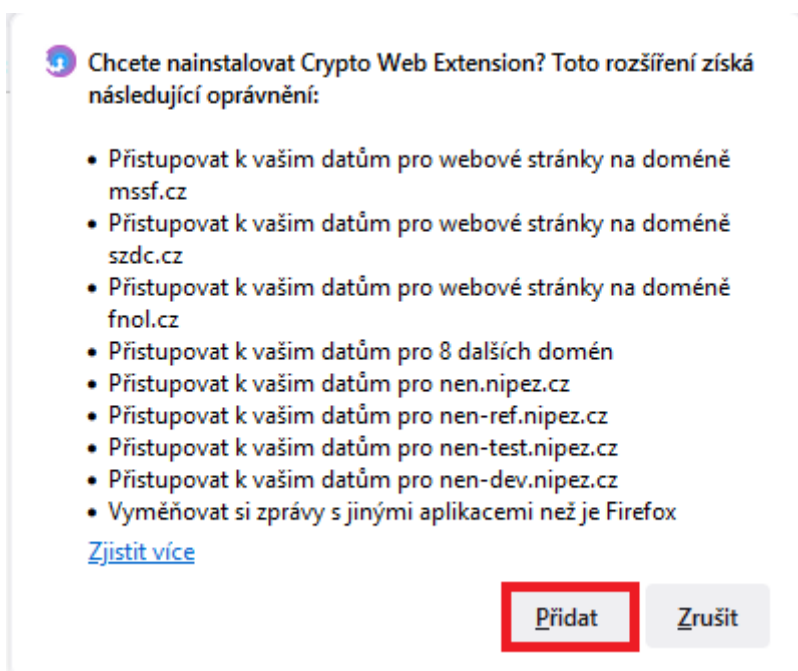 Chcete nainstalovat Crypto Web Extension? Toto rozšíření získá
následující oprávnění:
• Přistupovat k vašim datům pro webové stránky na doméně
mssf.cz
• Přistupovat k vašim datům pro webové stránky na doméně
szdc.cz
• Přistupovat k vašim datům pro webové stránky na doméně
fnol.cz
• Přistupovat k vašim datům pro 8 dalších domén
• Přistupovat k vašim datům pro nen.nipez.cz
• Přistupovat k vašim datům pro nen-ref.nipez.cz
• Přistupovat k vašim datům pro nen-test.nipez.cz
• Přistupovat k vašim datům pro nen-dev.nipez.cz
• Vyměňovat si zprávy s jinými aplikacemi než je Firefox
Zjistit více
Přidat Zrušit